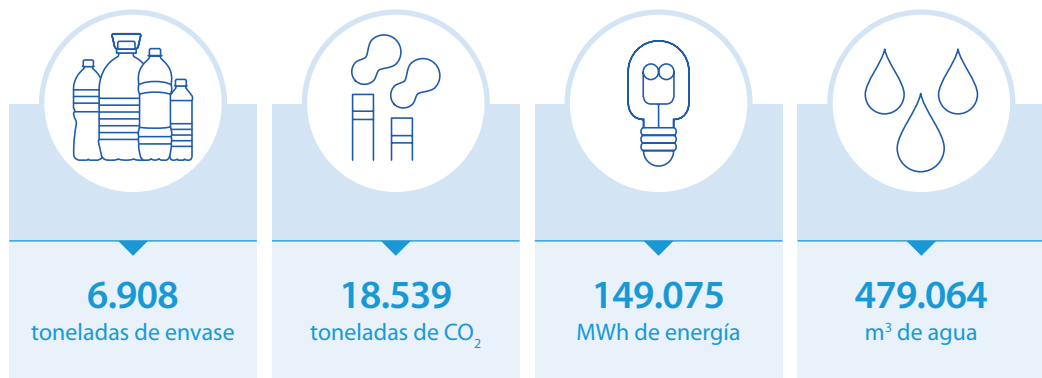 6.908
toneladas de envase
18.539
toneladas de CO₂
149.075
MWh de energía
479.064
m³ de agua